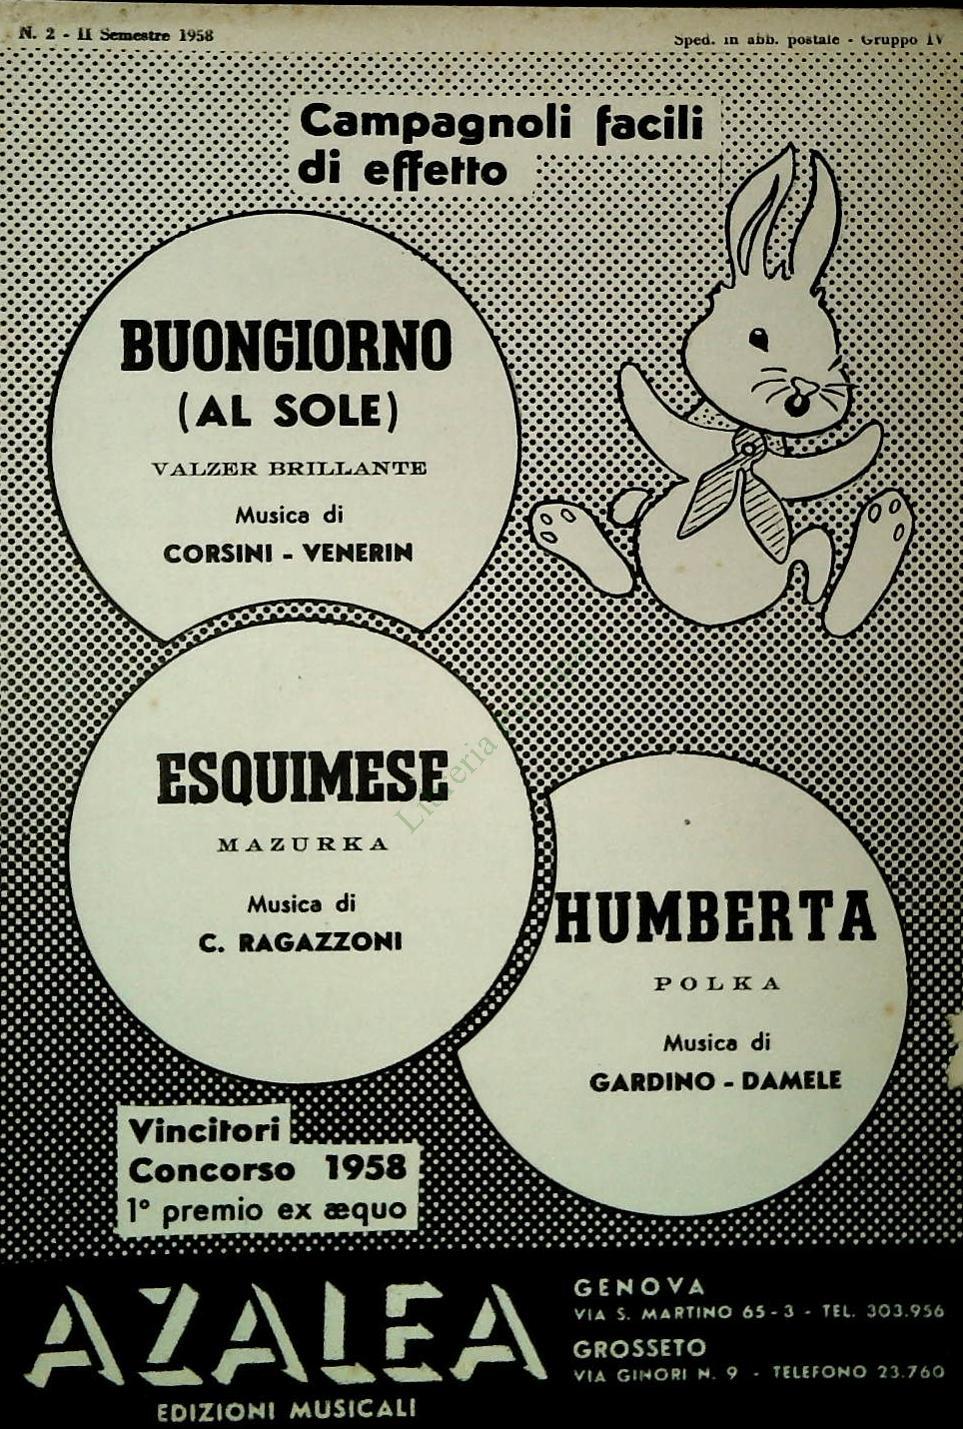 N. 2 - II Semestre 1958
Sped. in abb. postale - Gruppo IV
Campagnoli facili
di effetto
BUONGIORNO
(AL SOLE)
VALZER BRILLANTE
Musica di
CORSINI - VENERIN
ESQUIMESE
MAZURKA
Musica di
C. RAGAZZONI
Libreria
HUMBERTA
POLKA
Musica di
GARDINO - DAMELE
Vincitori
Concorso 1958
1º premio ex æquo
AZALEA
EDIZIONI MUSICALI
GENOVA
VIA S. MARTINO 65-3 - TEL. 303.956
GROSSETO
VIA GINORI N. 9 - TELEFONO 23.760